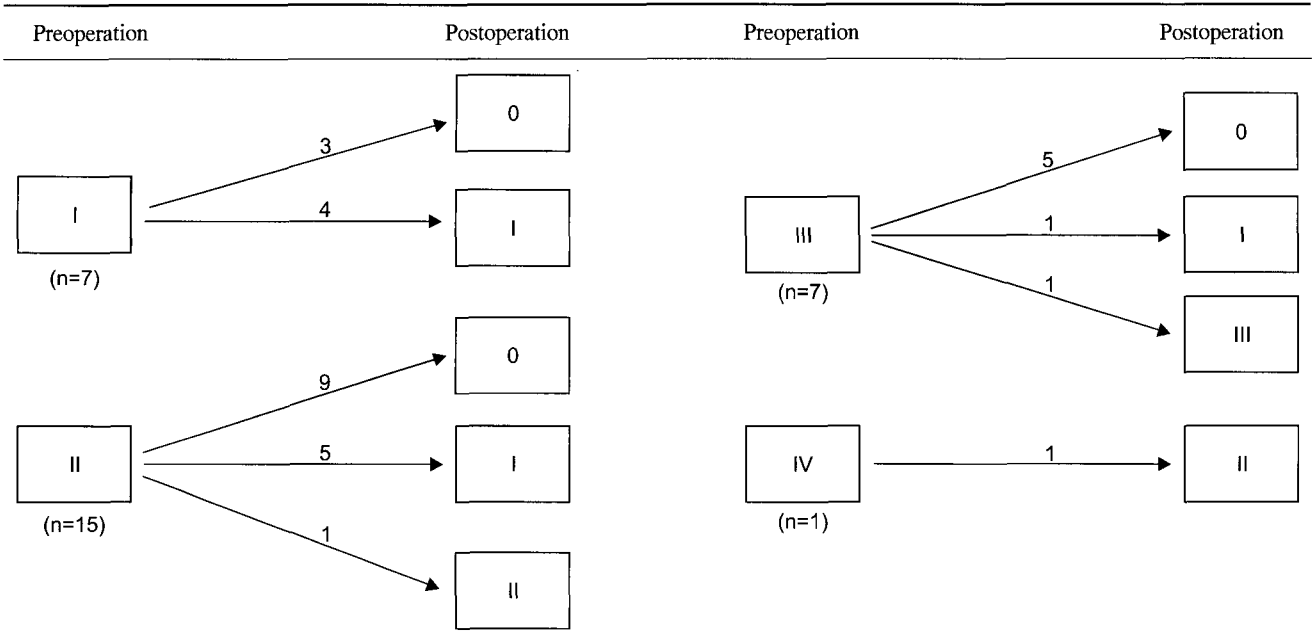 Preoperation Postoperation Preoperation Postoperation
0
3
I
4
I
(n=7)
0
9
II
5
I
(n=15)
1
II
0
5
III
1
I
(n=7)
1
III
IV
1
II
(n=1)